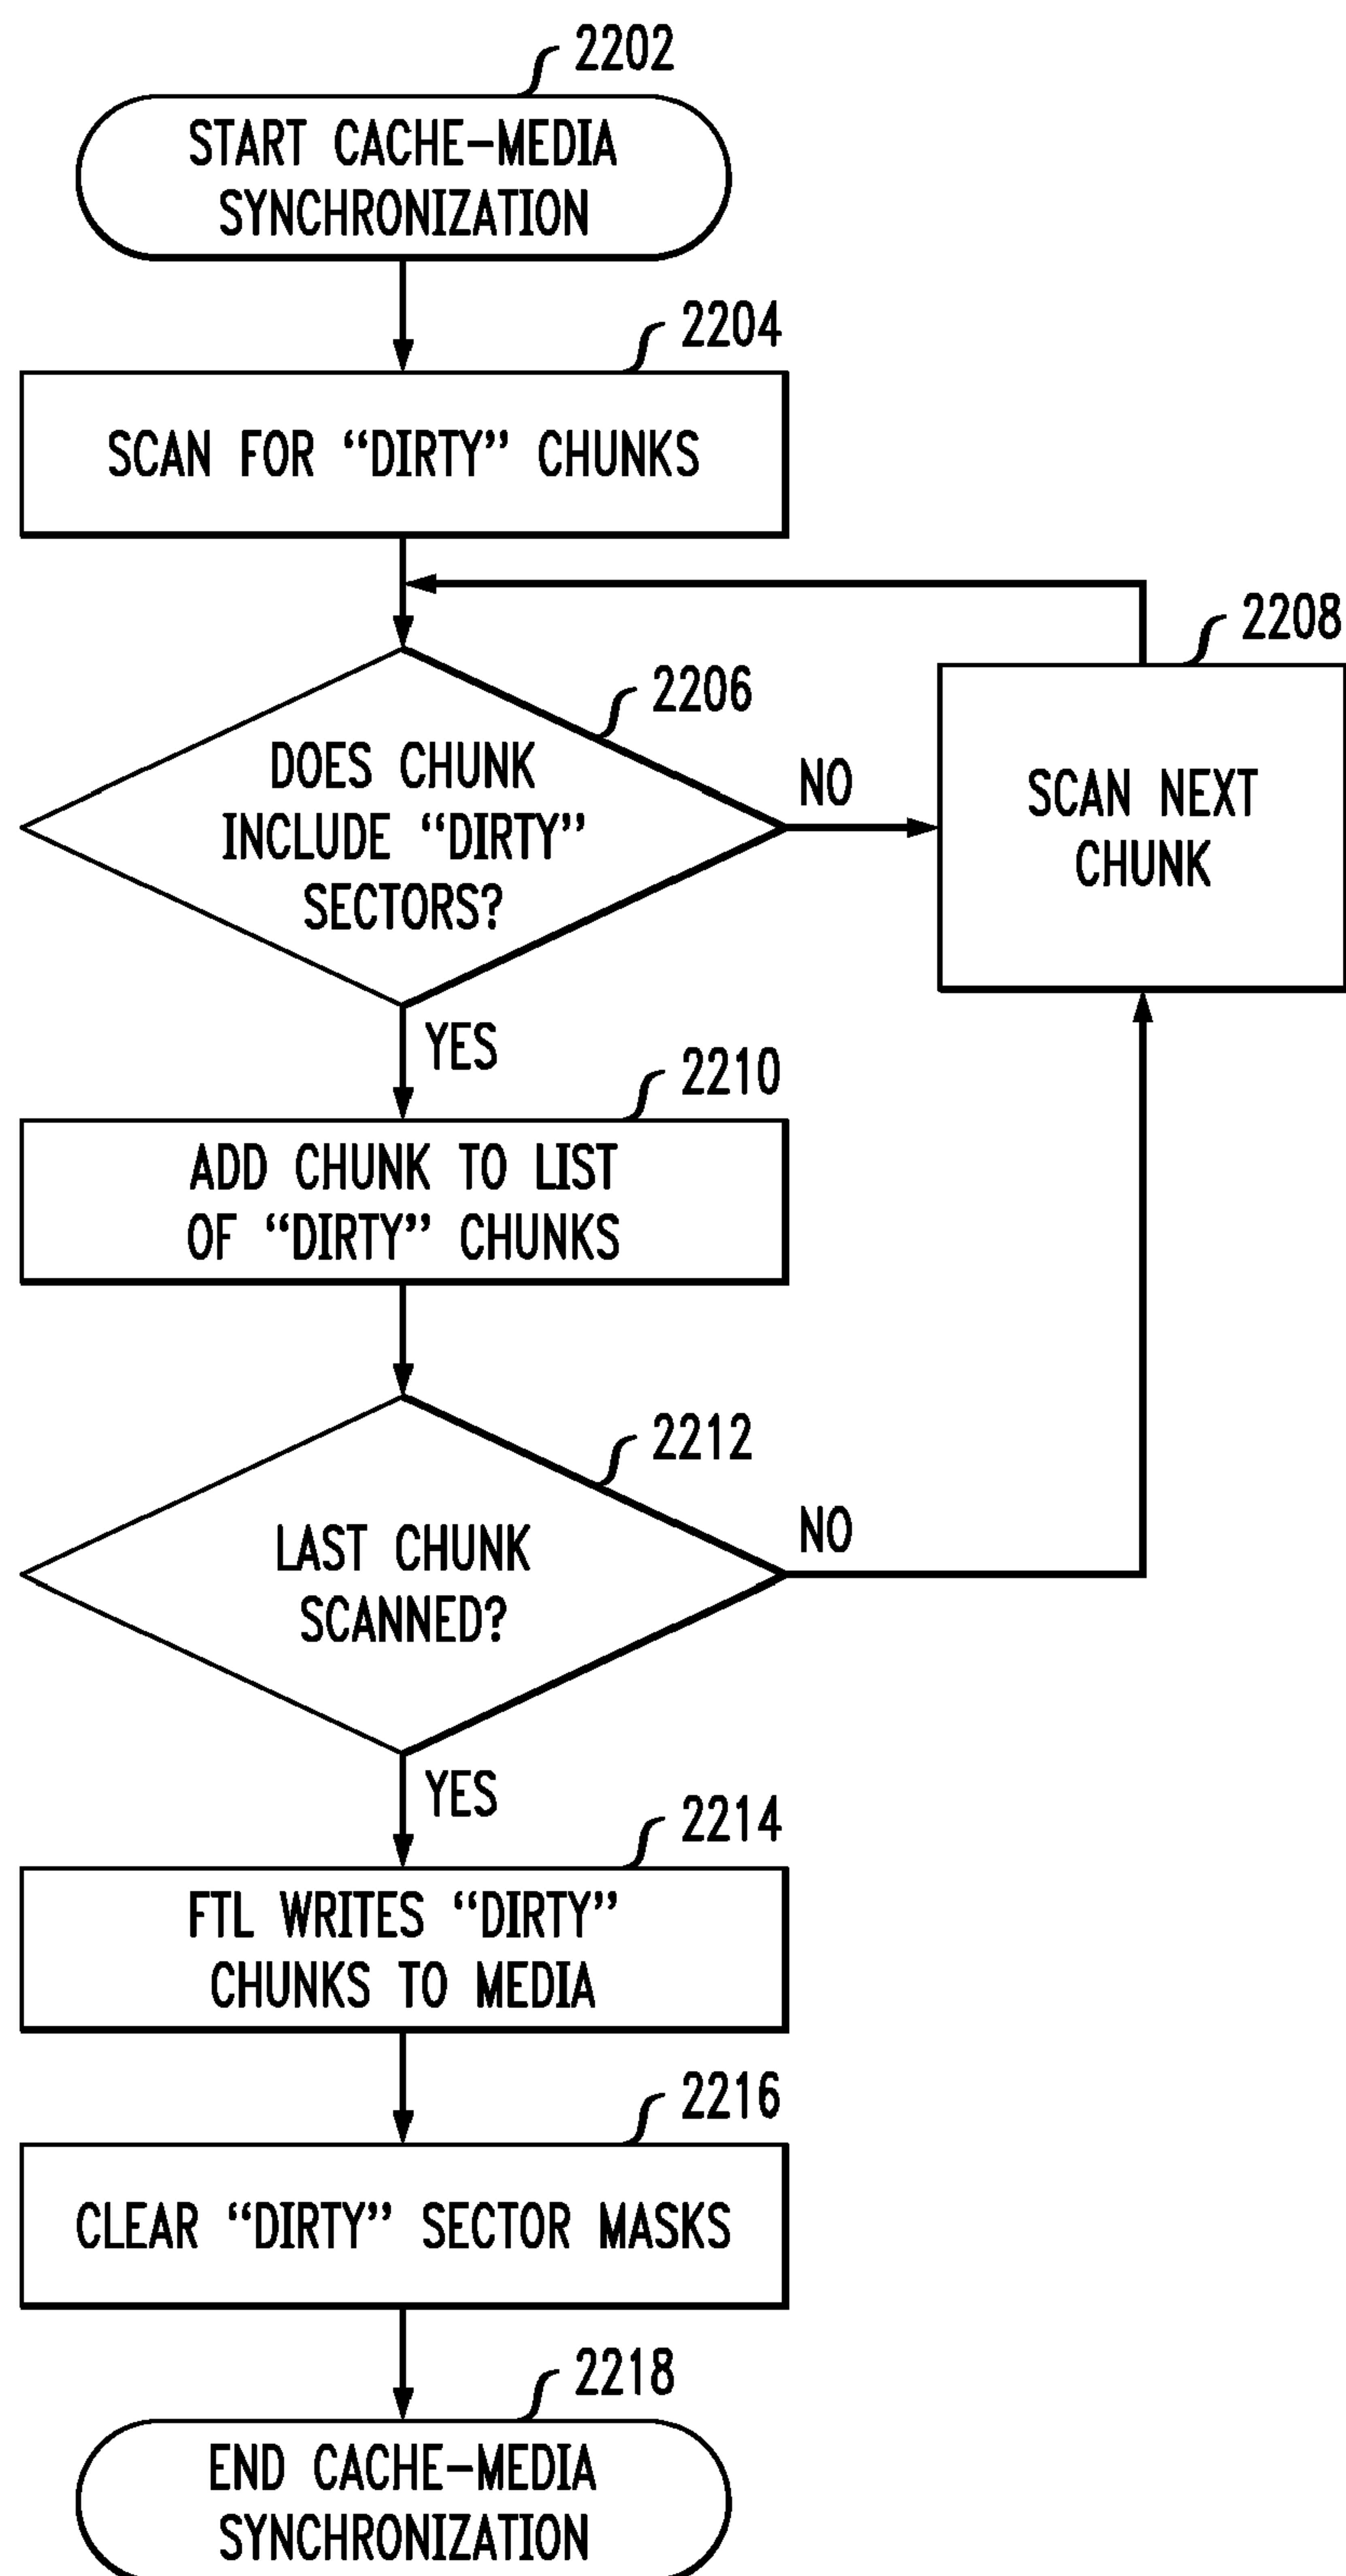 2202
START CACHE-MEDIA
SYNCHRONIZATION
2204
SCAN FOR “DIRTY” CHUNKS
2208
2206
DOES CHUNK
INCLUDE “DIRTY”
SECTORS?
NO
SCAN NEXT
CHUNK
YES
2210
ADD CHUNK TO LIST
OF “DIRTY” CHUNKS
2212
LAST CHUNK
SCANNED?
NO
YES
2214
FTL WRITES “DIRTY”
CHUNKS TO MEDIA
2216
CLEAR “DIRTY” SECTOR MASKS
2218
END CACHE-MEDIA
SYNCHRONIZATION